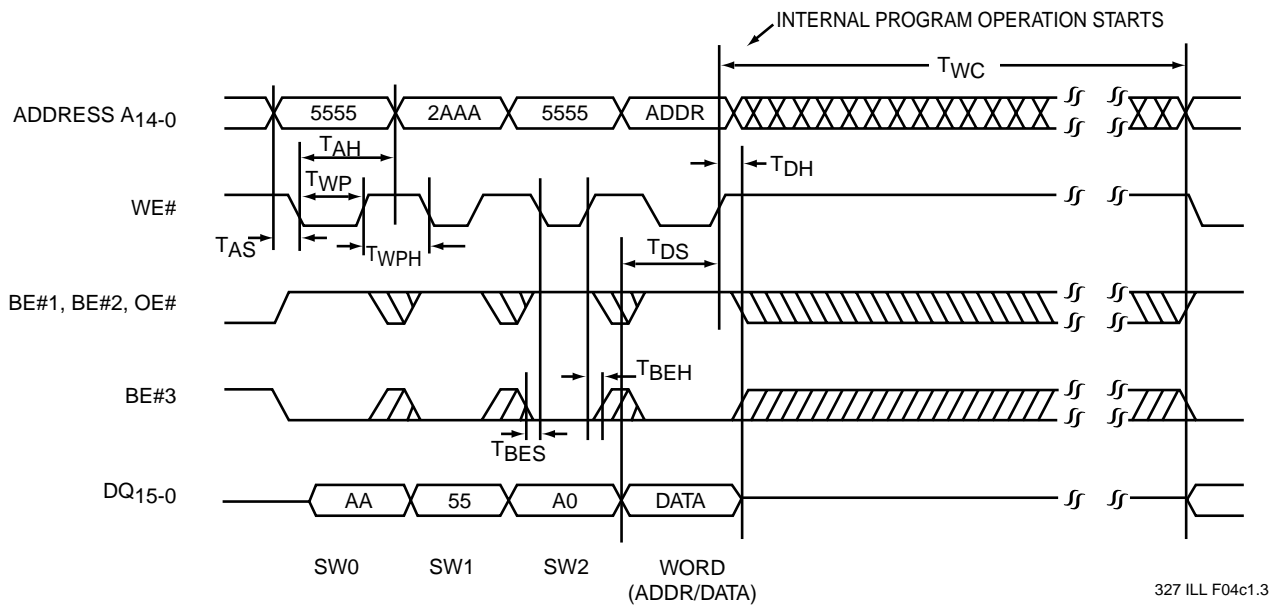 INTERNAL PROGRAM OPERATION STARTS
TWC
ADDRESS A14-0
5555
2AAA
5555
ADDR
TAH
TDH
TWP
WE#
TAS
TWPH
TDS
BE#1, BE#2, OE#
TBEH
BE#3
TBES
DQ15-0
AA
55
A0
DATA
SW0
SW1
SW2
WORD
(ADDR/DATA)
327 ILL F04c1.3